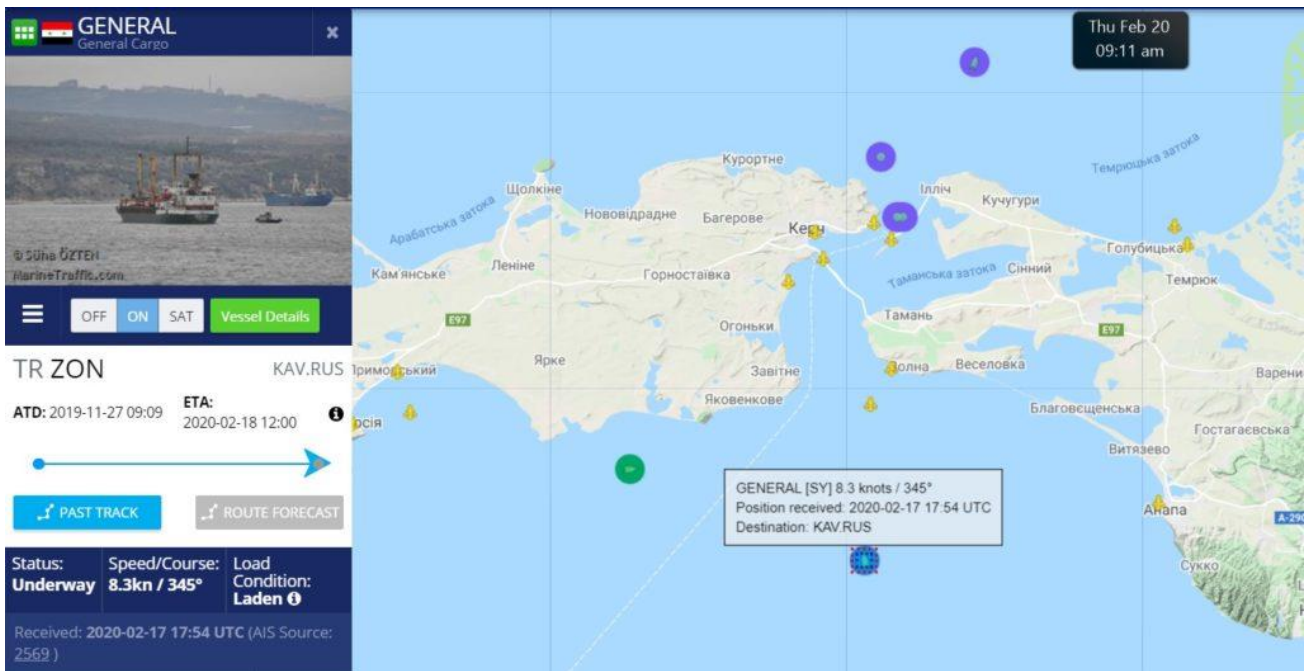 GENERAL
General Cargo
© Süha ÖZTEN
MarineTraffic.com
OFF ON SAT Vessel Details
TR ZON KAV.RUS
ATD: 2019-11-27 09:09 ETA:
2020-02-18 12:00
PAST TRACK ROUTE FORECAST
Status: Speed/Course: Load
Underway 8.3kn / 345° Condition:
Laden
Received: 2020-02-17 17:54 UTC (AIS Source:
2569 )
Thu Feb 20
09:11 am
Курортне
Темрюцька затока
Щолкіне
Ілліч
Кучугури
Нововідрадне
Багерове
Арабатська затока
Керч
Голубицька
Кам'янське
Леніне
Горностаївка
Таманська затока
Сінний
Темрюк
E97
Огоньки
Тамань
E97
Ярке
Приморський
Завітне
Волна
Веселовка
Варени
Яковенкове
Благовєщенська
Гостагаєвська
Витязево
GENERAL [SY] 8.3 knots / 345°
Position received: 2020-02-17 17:54 UTC
Destination: KAV.RUS
Анапа
A-290
Сукко